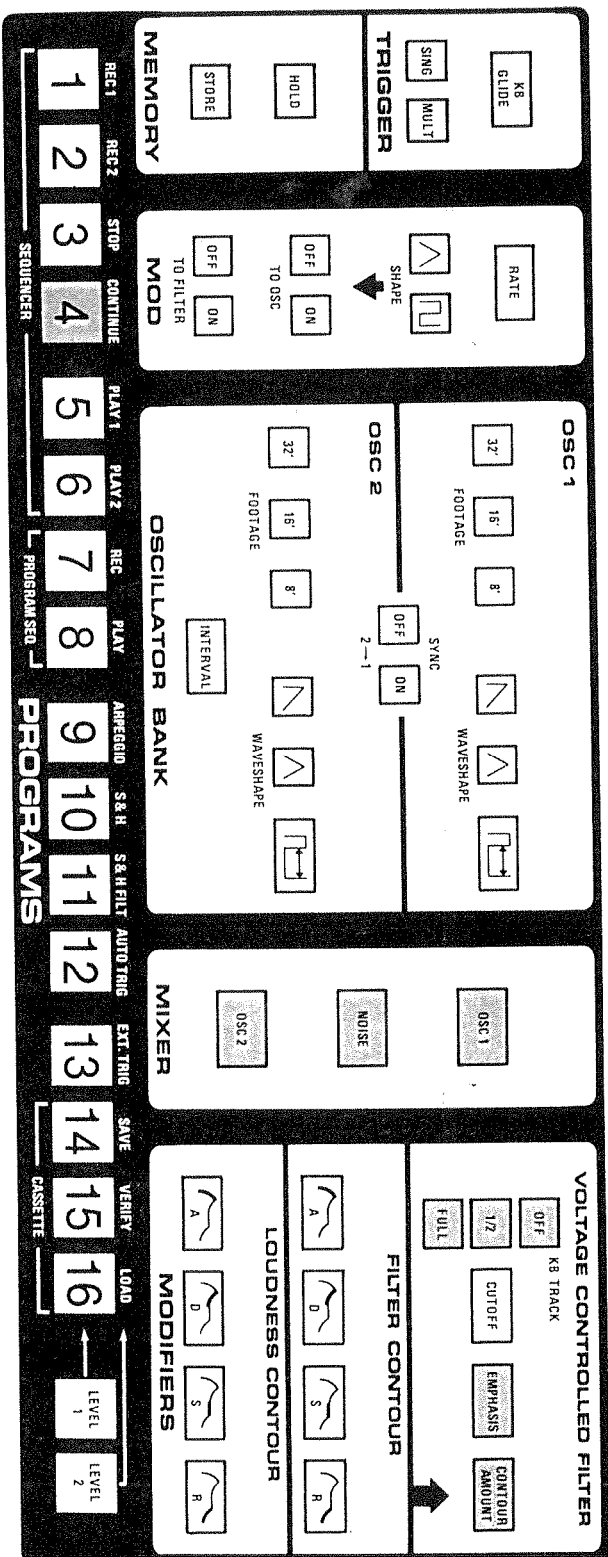 TRIGGER
KB GLIDE
SING MULT
MEMORY
HOLD
STORE
RATE
SHAPE
TO OSC
OFF ON
TO FILTER
OFF ON
MOD
OSC 1
32' 16' 8'
FOOTAGE
WAVESHAPE
SYNC
OFF ON
2→1
OSC 2
32' 16' 8'
FOOTAGE
WAVESHAPE
INTERVAL
OSCILLATOR BANK
OSC 1
NOISE
OSC 2
MIXER
VOLTAGE CONTROLLED FILTER
KB TRACK
OFF
1/2
FULL
CUTOFF
EMPHASIS
CONTOUR AMOUNT
FILTER CONTOUR
A D S R
LOUDNESS CONTOUR
A D S R
MODIFIERS
REC 1 REC 2 STOP CONTINUE PLAY 1 PLAY 2 REC PLAY ARPEGGIO S & H S & H FILT AUTO TRIG EXT. TRIG SAVE VERIFY LOAD
1 2 3 4 5 6 7 8 9 10 11 12 13 14 15 16
LEVEL 1
LEVEL 2
SEQUENCER
PROGRAM SEQ
PROGRAMS
CASSETTE